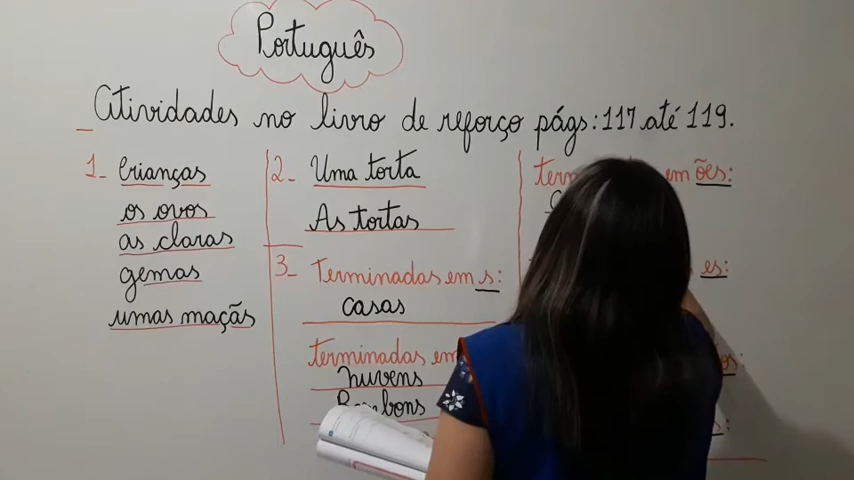 Português
Atividades no livro de reforço págs: 117 até 119.
1- Crianças
os ovos
as claras
gemas
umas maçãs
2- Uma torta
As tortas
3- Terminadas em s:
casas
terminadas em
nuvens
Bombons
em ões:
es: